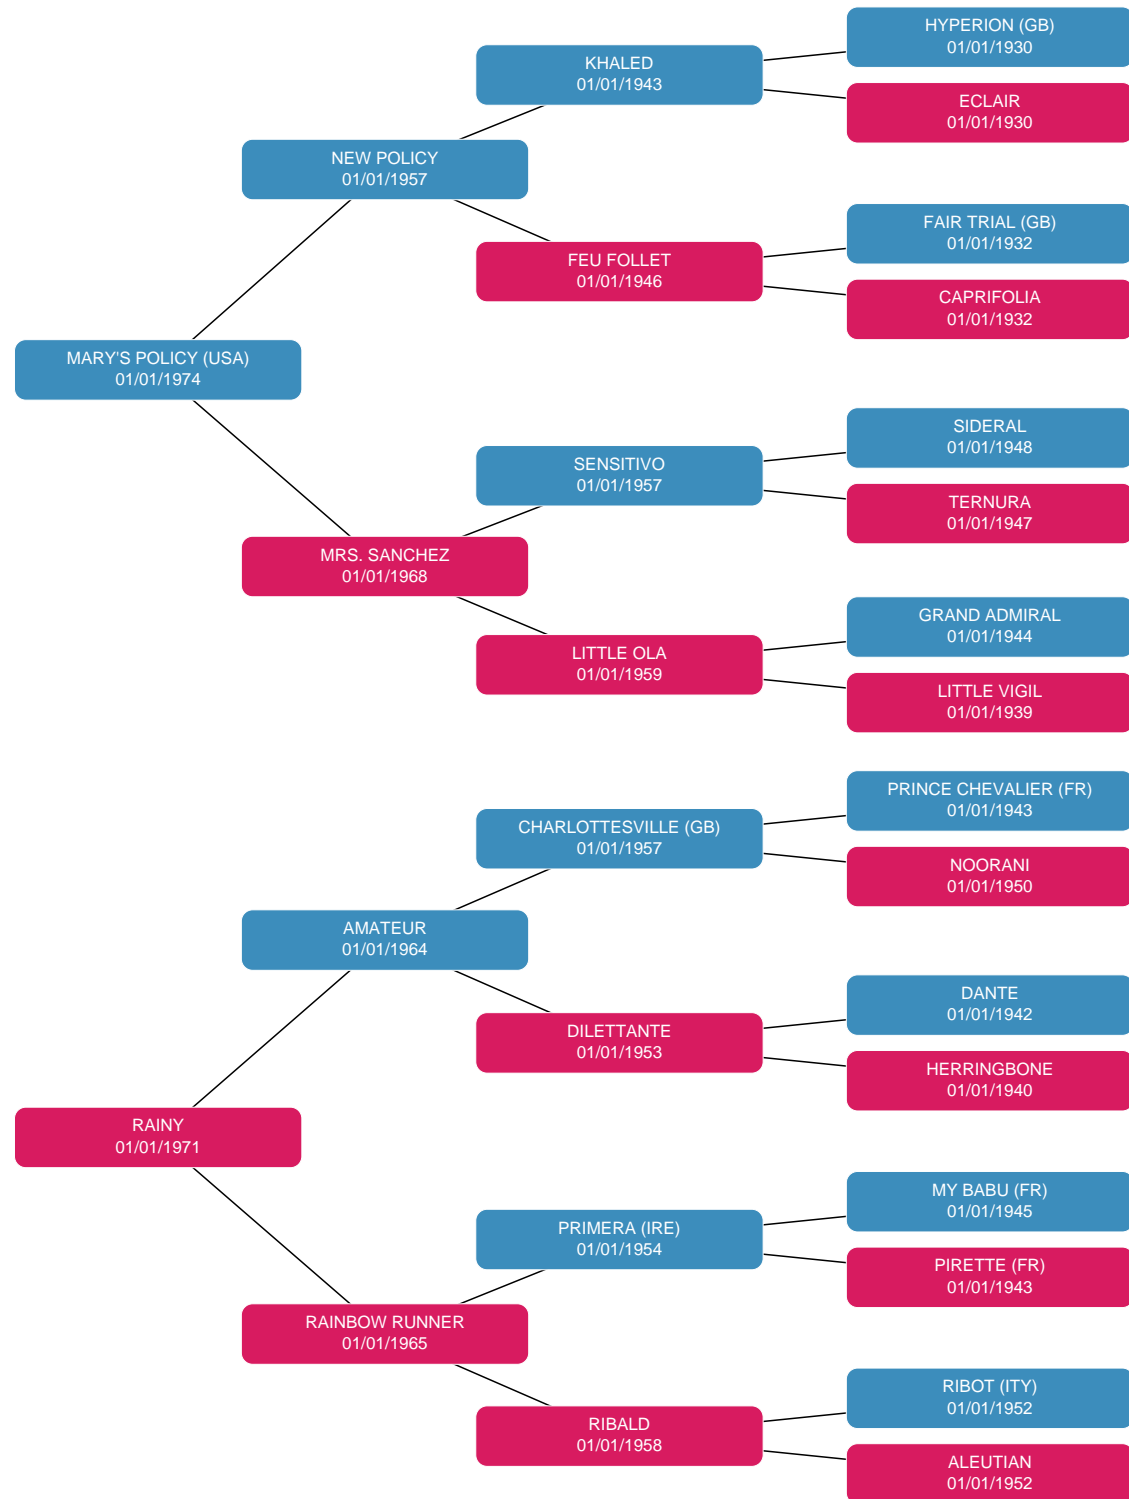 HYPERION (GB)
01/01/1930
KHALED
01/01/1943
ECLAIR
01/01/1930
NEW POLICY
01/01/1957
FAIR TRIAL (GB)
01/01/1932
FEU FOLLET
01/01/1946
CAPRIFOLIA
01/01/1932
MARY'S POLICY (USA)
01/01/1974
SIDERAL
01/01/1948
SENSITIVO
01/01/1957
TERNURA
01/01/1947
MRS. SANCHEZ
01/01/1968
GRAND ADMIRAL
01/01/1944
LITTLE OLA
01/01/1959
LITTLE VIGIL
01/01/1939
PRINCE CHEVALIER (FR)
01/01/1943
CHARLOTTESVILLE (GB)
01/01/1957
NOORANI
01/01/1950
AMATEUR
01/01/1964
DANTE
01/01/1942
DILETTANTE
01/01/1953
HERRINGBONE
01/01/1940
RAINY
01/01/1971
MY BABU (FR)
01/01/1945
PRIMERA (IRE)
01/01/1954
PIRETTE (FR)
01/01/1943
RAINBOW RUNNER
01/01/1965
RIBOT (ITY)
01/01/1952
RIBALD
01/01/1958
ALEUTIAN
01/01/1952